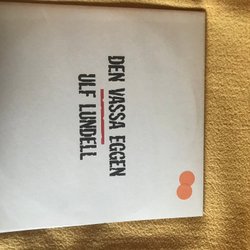 DEN VASSA EGGEN
ULF LUNDELL